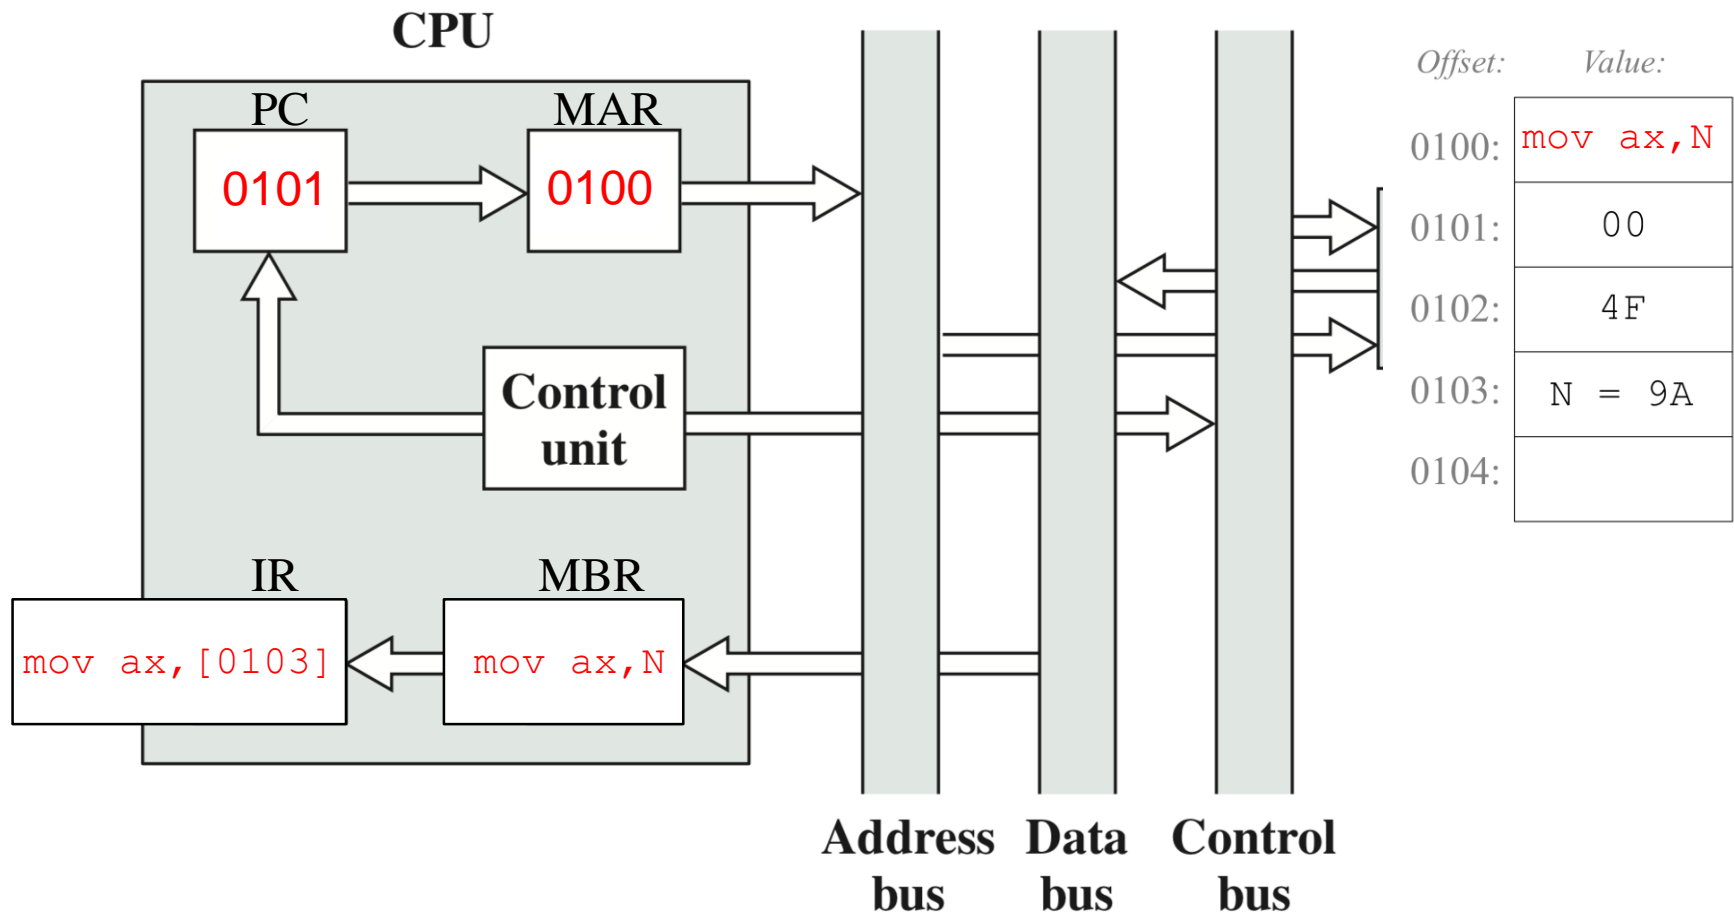 CPU
PC
MAR
0101
0100
Control
unit
IR
MBR
mov ax,[0103]
mov ax,N
Address
bus
Data
bus
Control
bus
Offset: Value:
0100: mov ax,N
0101: 00
0102: 4F
0103: N = 9A
0104: